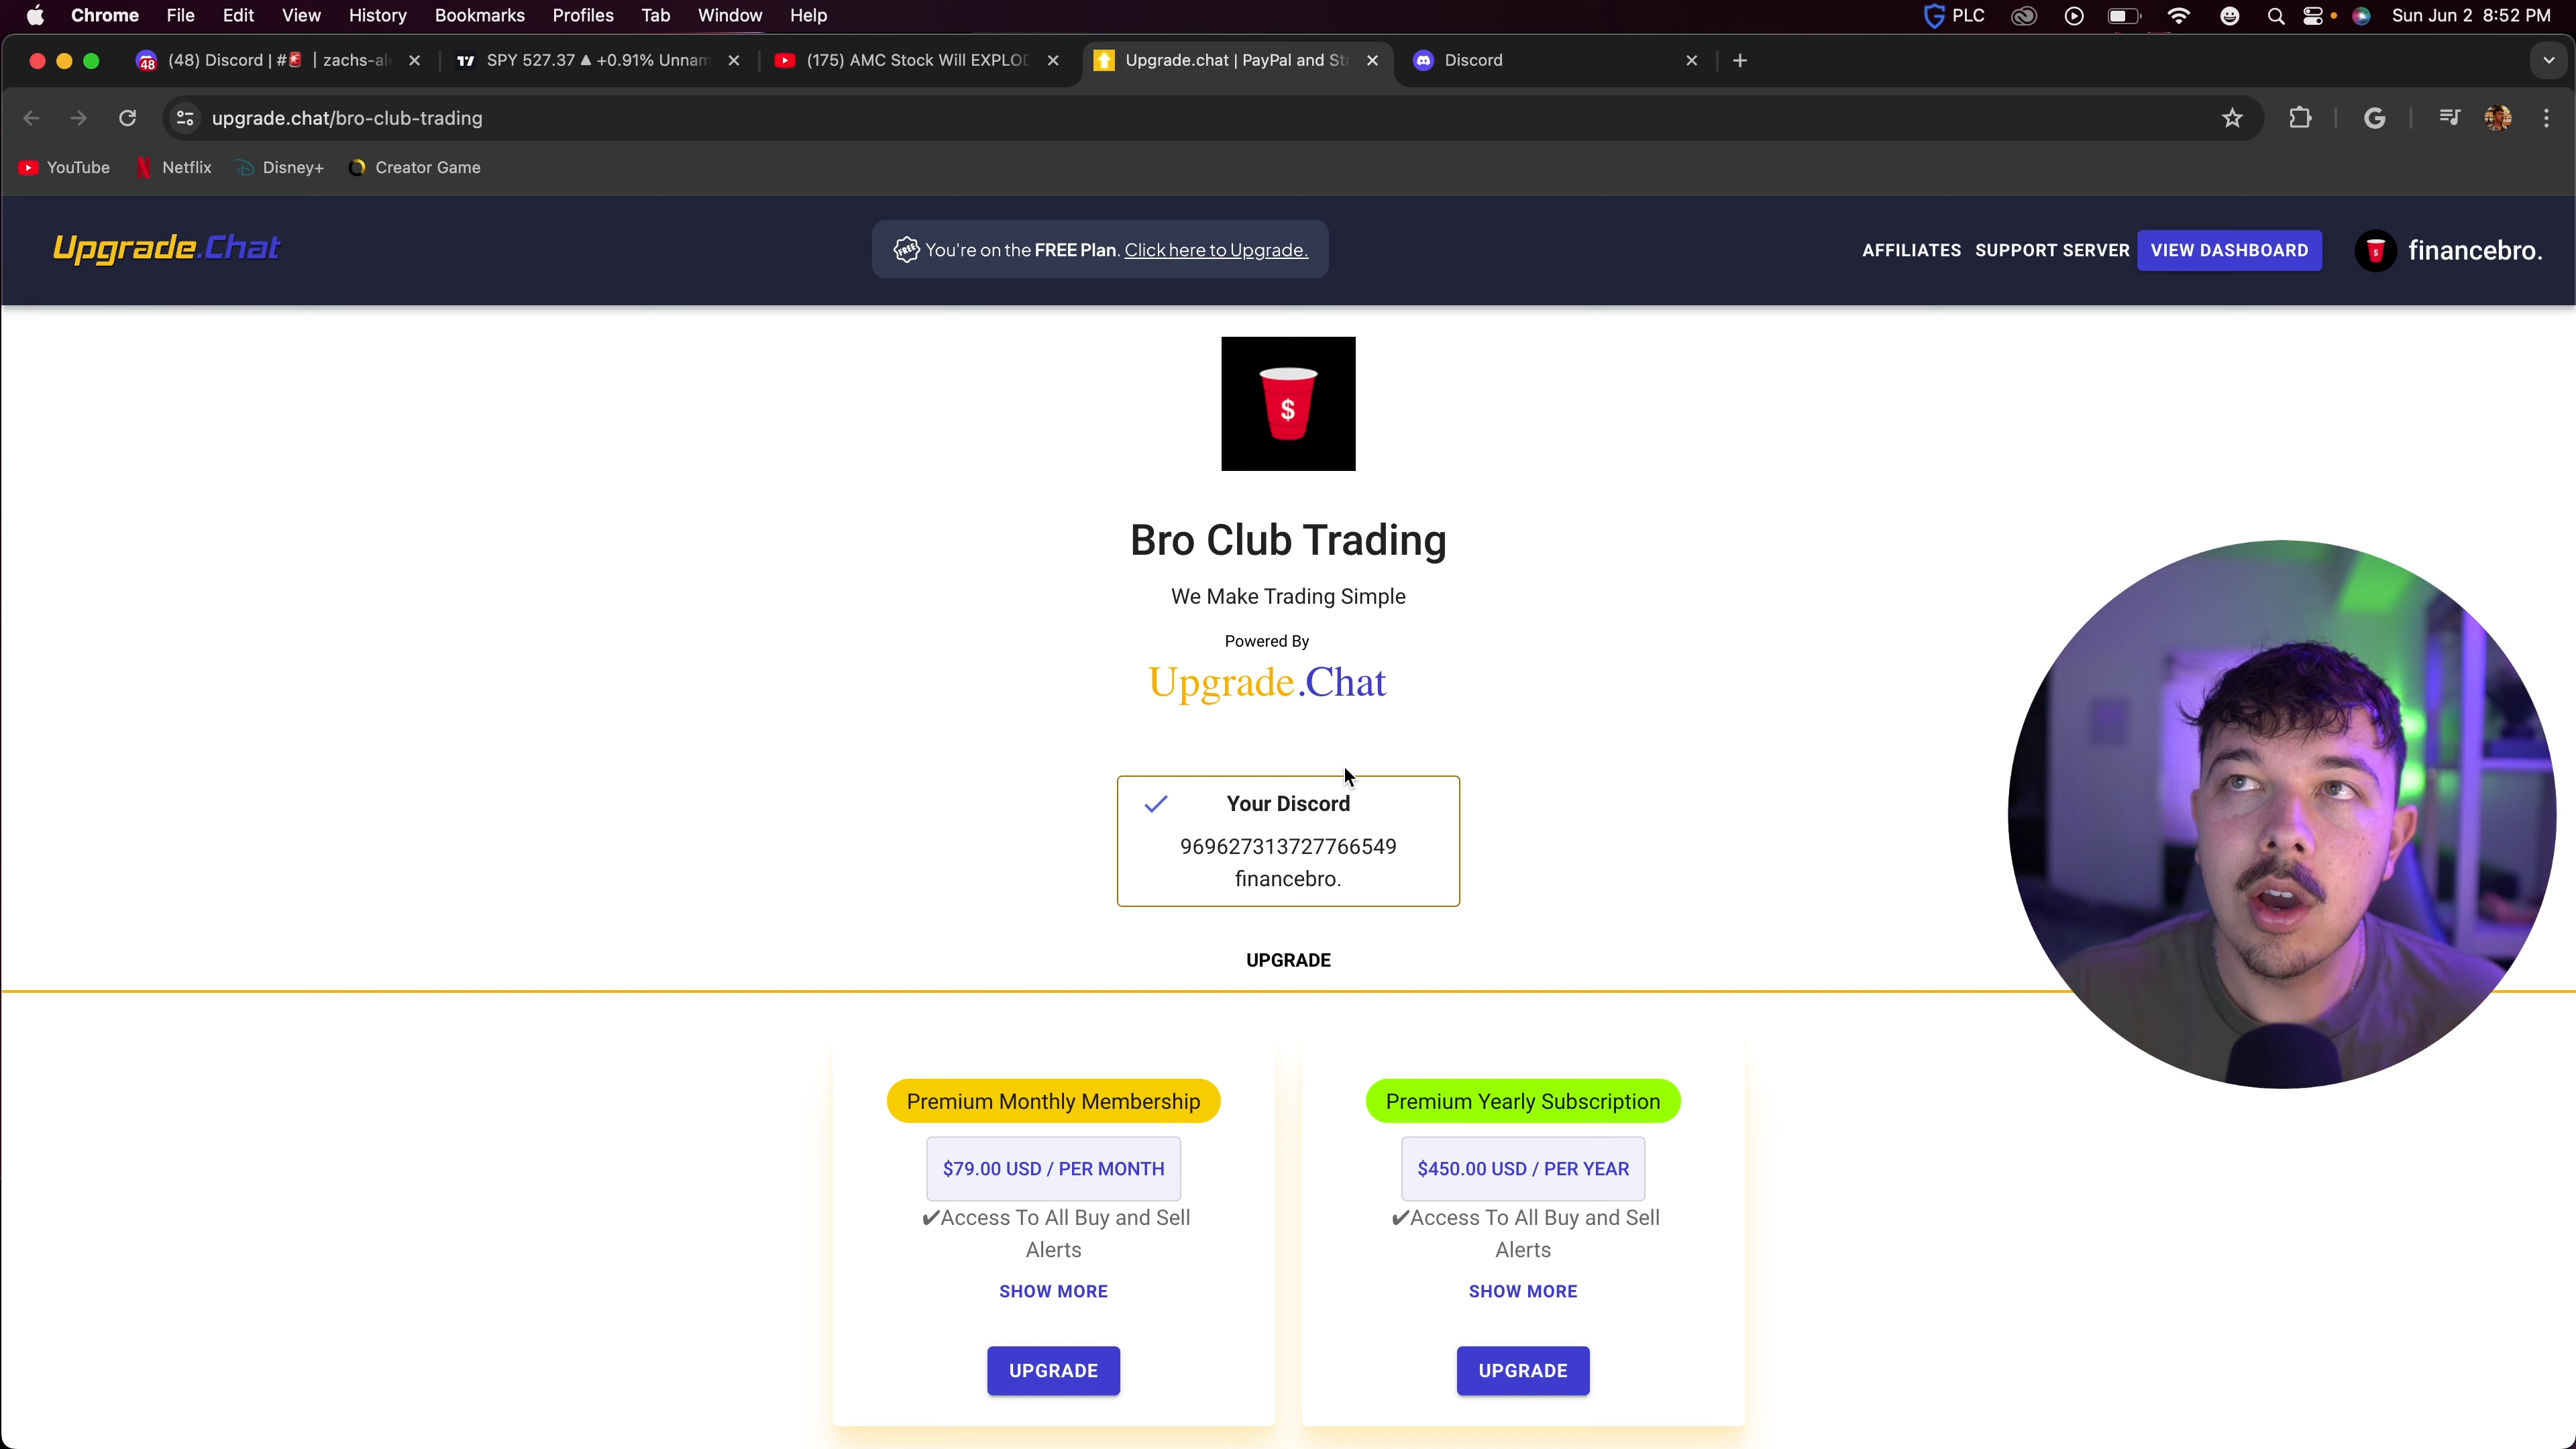 Chrome File Edit View History Bookmarks Profiles Tab Window Help PLC Sun Jun 2 8:52 PM
48 (48) Discord | #🚨 | zachs-al SPY 527.37 ▲ +0.91% Unnam (175) AMC Stock Will EXPLOD Upgrade.chat | PayPal and Str Discord
upgrade.chat/bro-club-trading
YouTube Netflix Disney+ Creator Game
Upgrade.Chat FREE You're on the FREE Plan. Click here to Upgrade. AFFILIATES SUPPORT SERVER VIEW DASHBOARD $ financebro.
$
Bro Club Trading
We Make Trading Simple
Powered By
Upgrade.Chat
Your Discord
969627313727766549
financebro.
UPGRADE
Premium Monthly Membership Premium Yearly Subscription
$79.00 USD / PER MONTH $450.00 USD / PER YEAR
✔Access To All Buy and Sell ✔Access To All Buy and Sell
Alerts Alerts
SHOW MORE SHOW MORE
UPGRADE UPGRADE